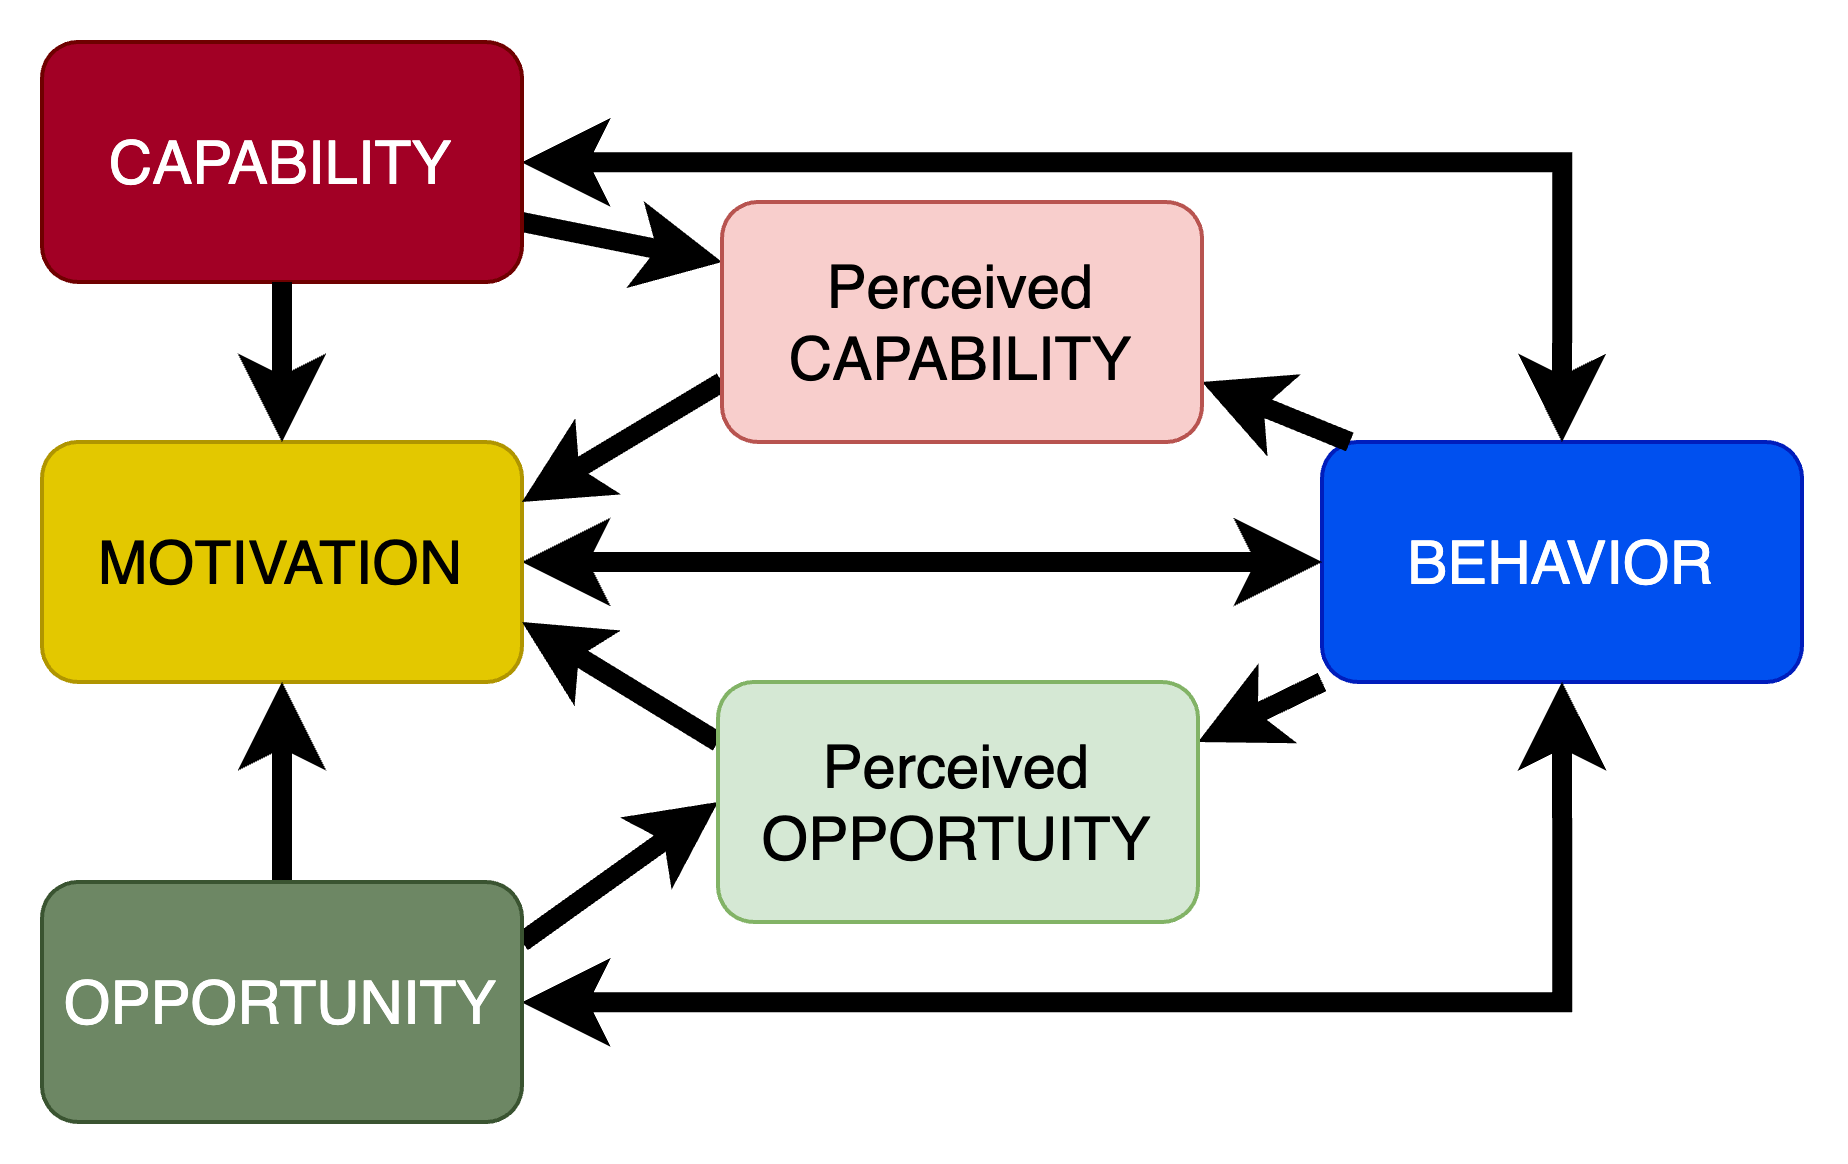 CAPABILITY
Perceived
CAPABILITY
MOTIVATION
BEHAVIOR
Perceived
OPPORTUITY
OPPORTUNITY